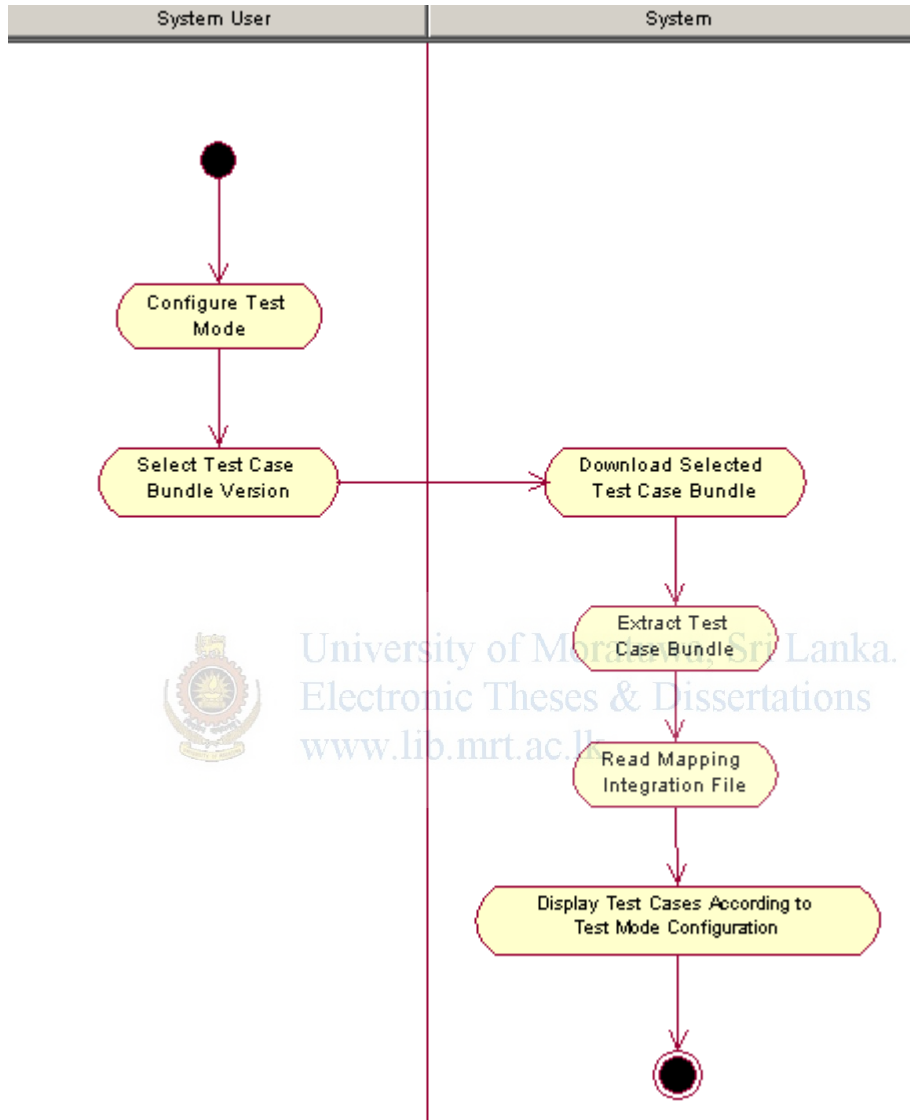 System User
System
Configure Test
Mode
Select Test Case
Bundle Version
Download Selected
Test Case Bundle
Extract Test
Case Bundle
University of Moratuwa, Sri Lanka.
Electronic Theses & Dissertations
www.lib.mrt.ac.lk
Read Mapping
Integration File
Display Test Cases According to
Test Mode Configuration